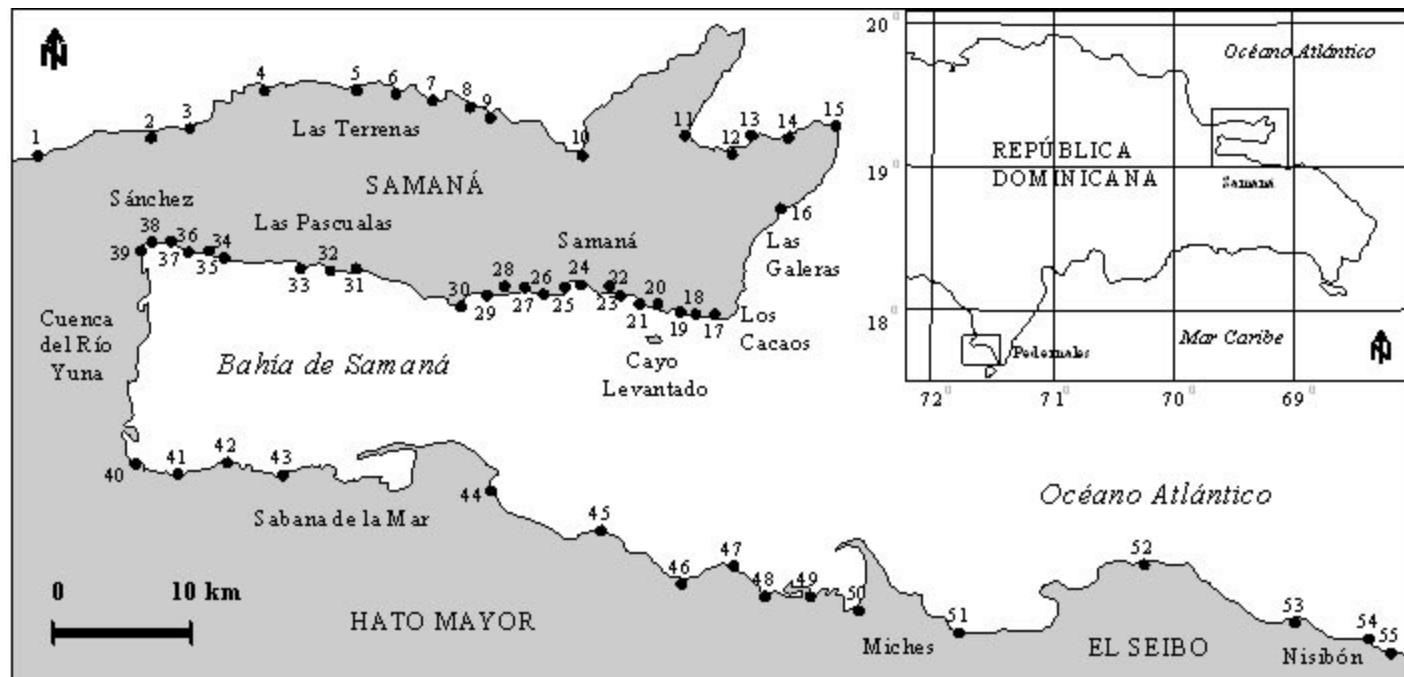 N
1
2
3
4
5
6
7
8
9
10
11
12
13
14
15
Las Terrenas
SAMANÁ
Sánchez
Las Pascualas
Samaná
16
Las
Galeras
38
36
34
39
37
35
33
32
31
30
29
28
27
26
25
24
22
23
21
20
19
18
17
Los
Cacaos
Cuenca
del Río
Yuna
Bahía de Samaná
Cayo
Levantado
40
41
42
43
44
Sabana de la Mar
45
46
47
48
49
50
51
52
53
54
55
Océano Atlántico
0 10 km
HATO MAYOR
Miches
EL SEIBO
Nisibón
20°
Océano Atlántico
REPÚBLICA
DOMINICANA
19°
Samaná
18°
Pedernales
Mar Caribe
N
72° 71° 70° 69°